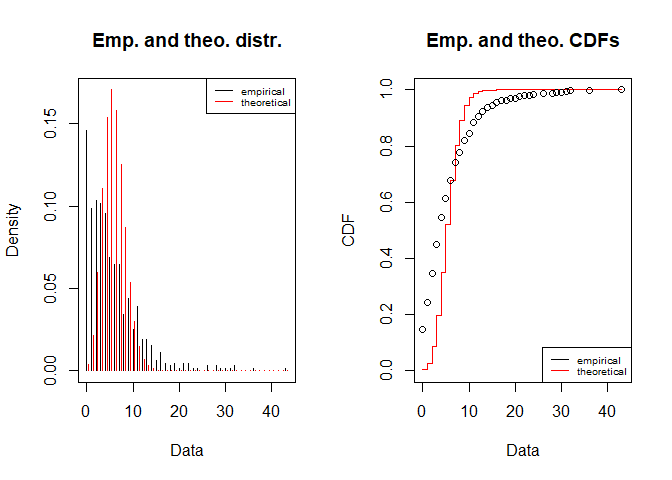 Emp. and theo. distr.
empirical
theoretical
Density
0.00
0.05
0.10
0.15
0 10 20 30 40
Data
Emp. and theo. CDFs
CDF
0.0
0.2
0.4
0.6
0.8
1.0
empirical
theoretical
0 10 20 30 40
Data